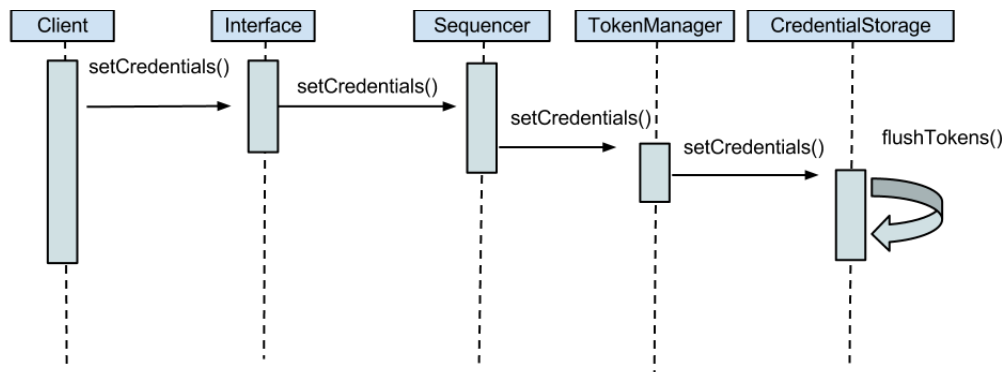 Client
Interface
Sequencer
TokenManager
CredentialStorage
setCredentials()
setCredentials()
setCredentials()
setCredentials()
flushTokens()